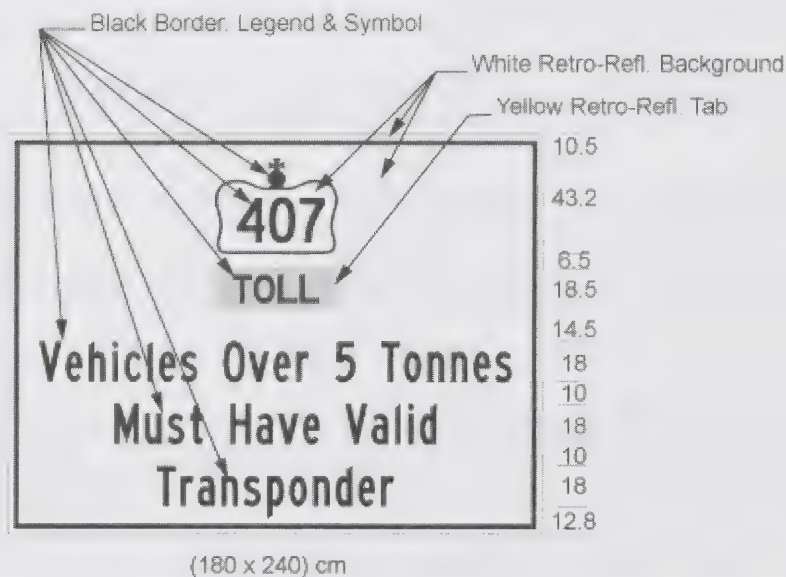 Black Border, Legend & Symbol
White Retro-Refl. Background
Yellow Retro-Refl. Tab
10.5
407
43.2
6.5
TOLL
18.5
14.5
Vehicles Over 5 Tonnes
18
10
Must Have Valid
18
10
Transponder
18
12.8
(180 x 240) cm